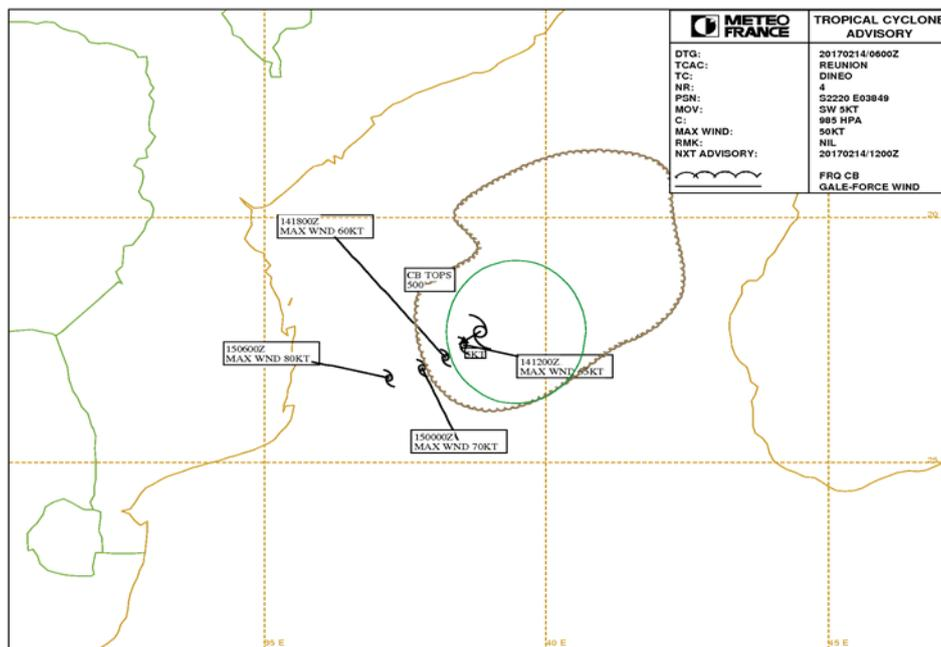 METEO
FRANCE
TROPICAL CYCLONE
ADVISORY
DTG: 20170214/0600Z
TCAC: REUNION
TC: DINEO
NR: 4
PSN: S2220 E03849
MOV: SW 5KT
C: 985 HPA
MAX WIND: 50KT
RMK: NIL
NXT ADVISORY: 20170214/1200Z
FRQ CB
GALE-FORCE WIND
20
141800Z
MAX WND 60KT
CB TOPS
500
5KT
150600Z
MAX WND 80KT
141200Z
MAX WND 55KT
150000Z
MAX WND 70KT
25
35 E
40 E
45 E